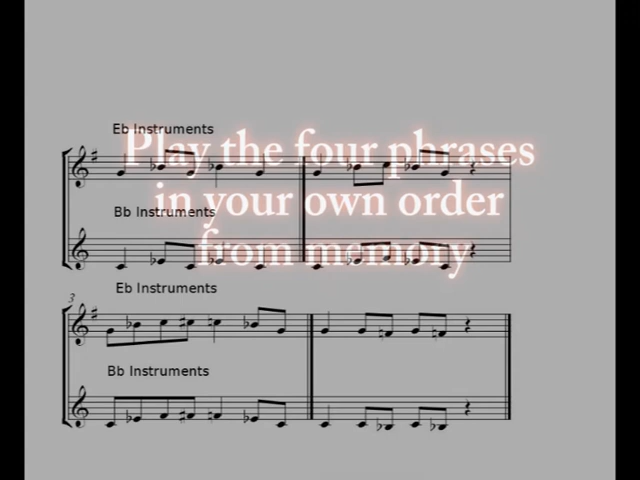 Eb Instruments
Play the four phrases
in your own order
Bb Instruments
from memory
3
Eb Instruments
Bb Instruments